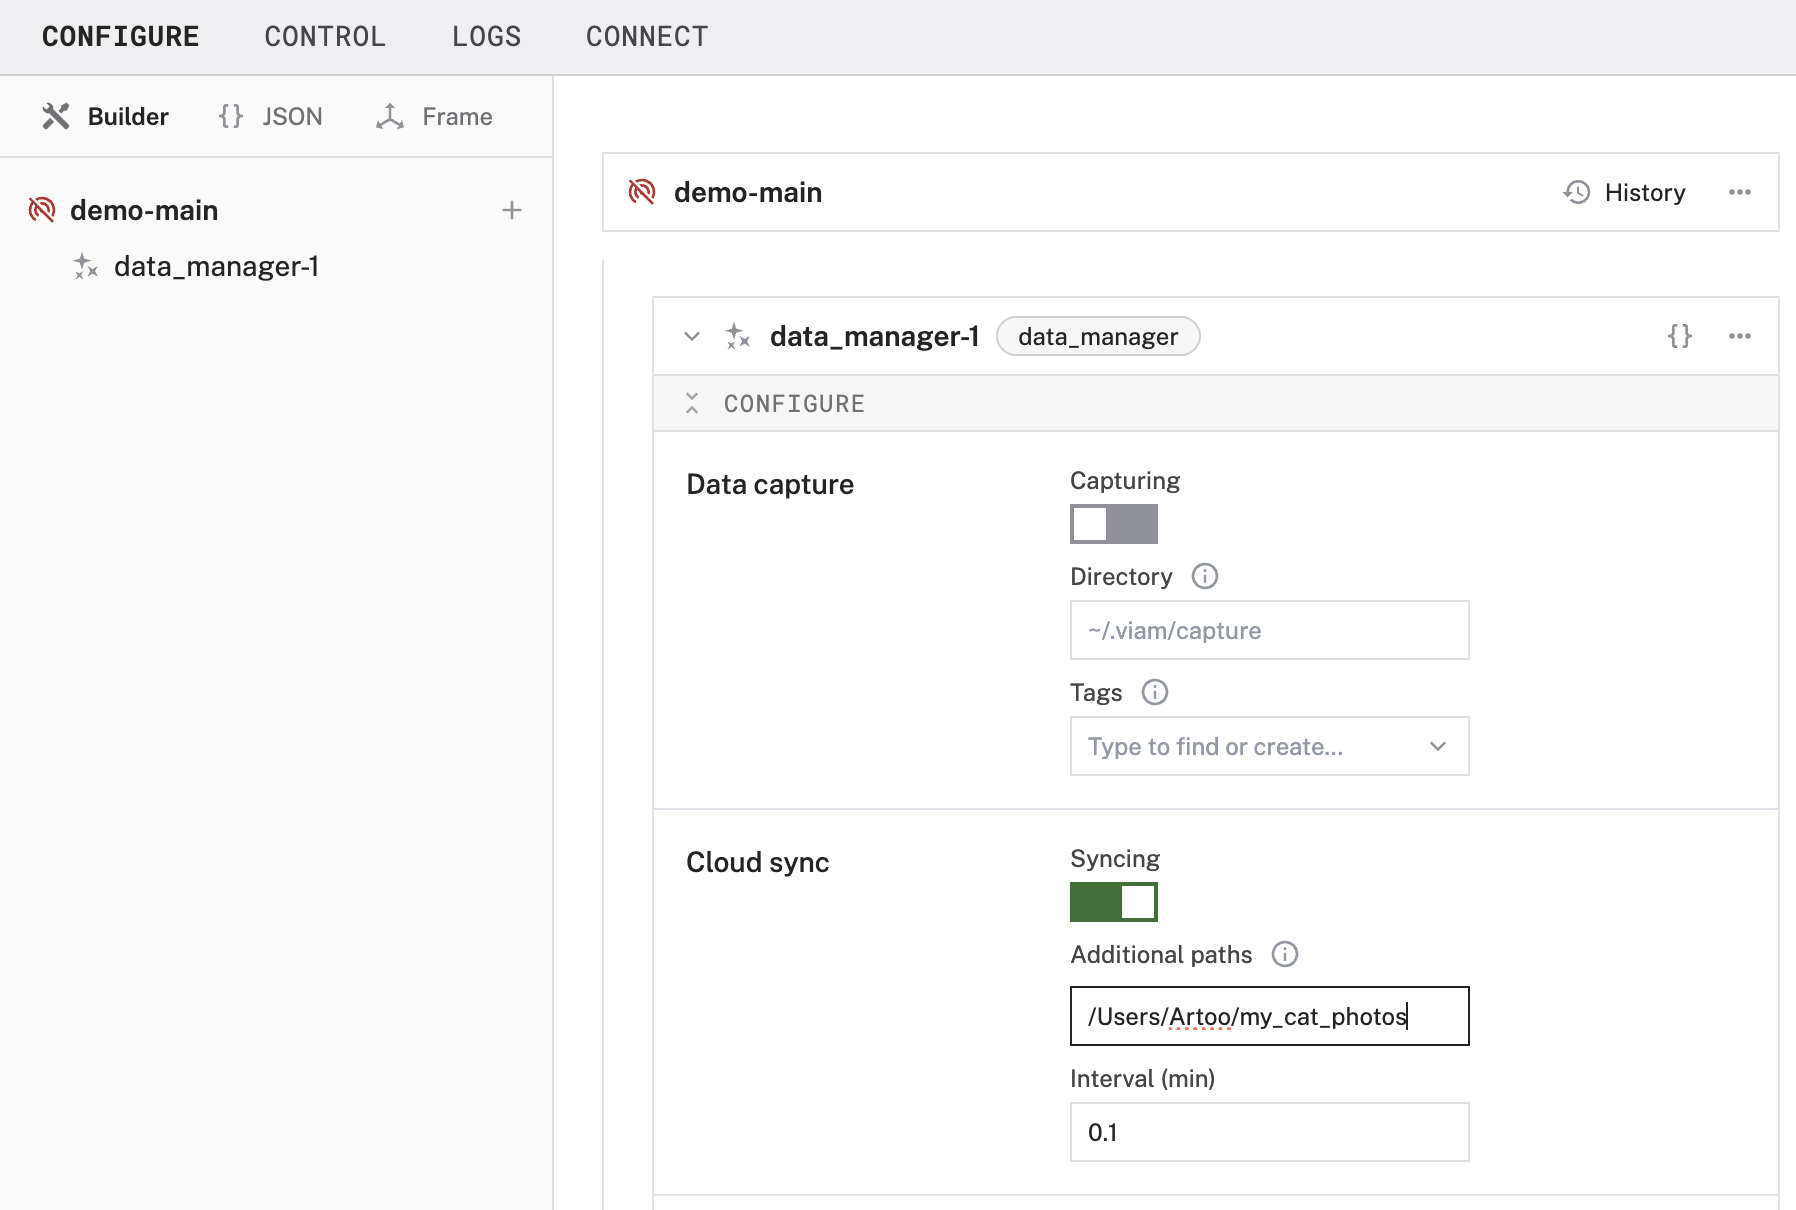 CONFIGURE CONTROL LOGS CONNECT
Builder {} JSON Frame
demo-main +
data_manager-1
demo-main History ...
data_manager-1 data_manager {} ...
CONFIGURE
Data capture
Capturing
Directory
~/.viam/capture
Tags
Type to find or create...
Cloud sync
Syncing
Additional paths
/Users/Artoo/my_cat_photos
Interval (min)
0.1